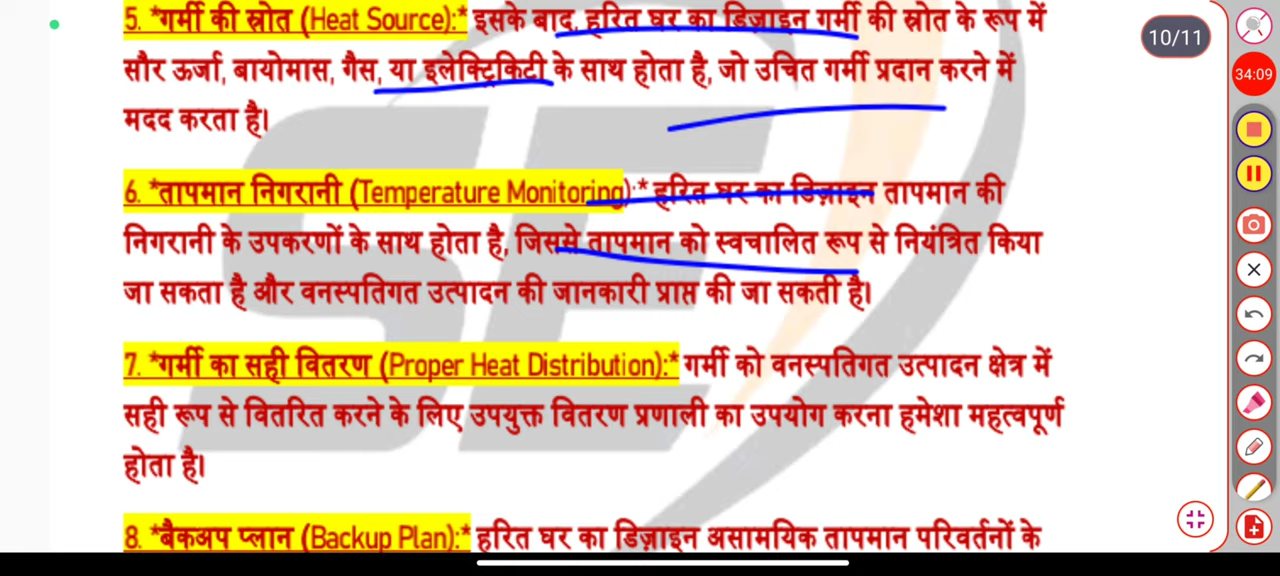 5. *गर्मी की स्रोत (Heat Source):* इसके बाद, हरित घर का डिज़ाइन गर्मी की स्रोत के रूप में
10/11
34:09
सौर ऊर्जा, बायोमास, गैस, या इलेक्ट्रिकिटी के साथ होता है, जो उचित गर्मी प्रदान करने में
मदद करता है।
6. *तापमान निगरानी (Temperature Monitoring):* हरित घर का डिज़ाइन तापमान की
निगरानी के उपकरणों के साथ होता है, जिससे तापमान को स्वचालित रूप से नियंत्रित किया
जा सकता है और वनस्पतिगत उत्पादन की जानकारी प्राप्त की जा सकती है।
7. *गर्मी का सही वितरण (Proper Heat Distribution):* गर्मी को वनस्पतिगत उत्पादन क्षेत्र में
सही रूप से वितरित करने के लिए उपयुक्त वितरण प्रणाली का उपयोग करना हमेशा महत्वपूर्ण
होता है।
8. *बैकअप प्लान (Backup Plan):* हरित घर का डिज़ाइन असामयिक तापमान परिवर्तनों के